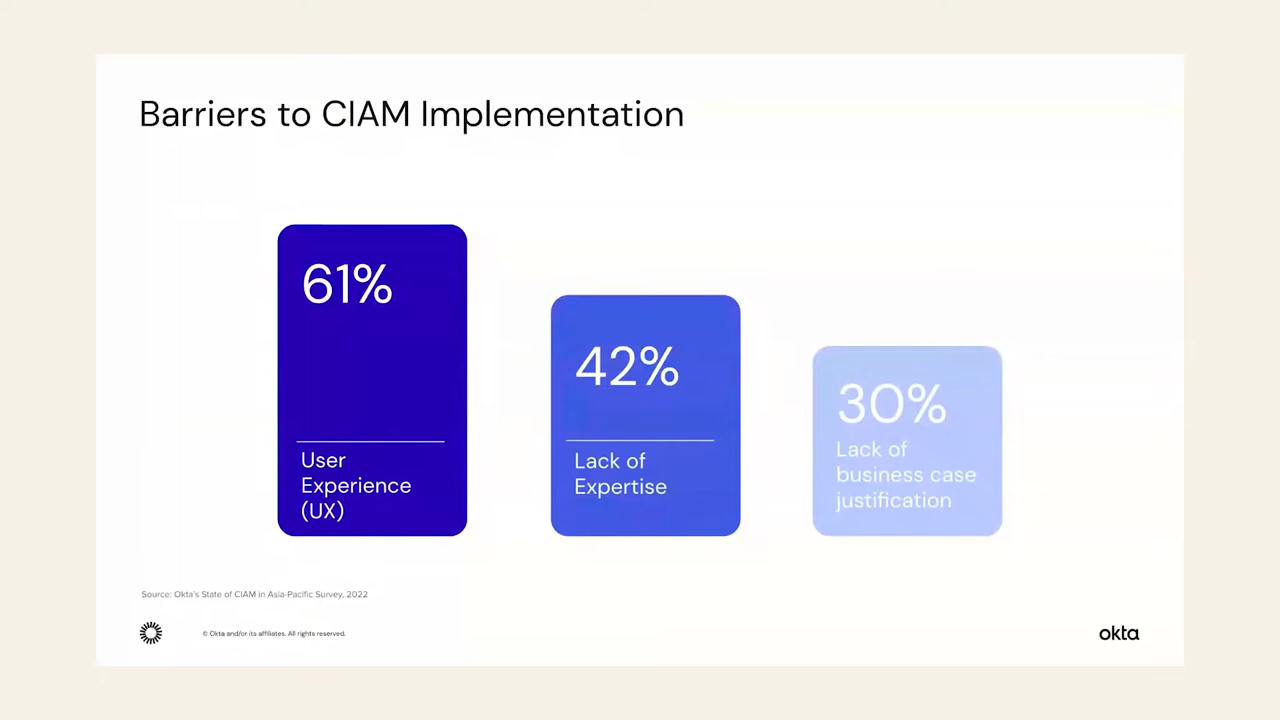 Barriers to CIAM Implementation
61%
User
Experience
(UX)
42%
Lack of
Expertise
30%
Lack of
business case
justification
Source: Okta's State of CIAM in Asia-Pacific Survey, 2022
© Okta and/or its affiliates. All rights reserved.
okta